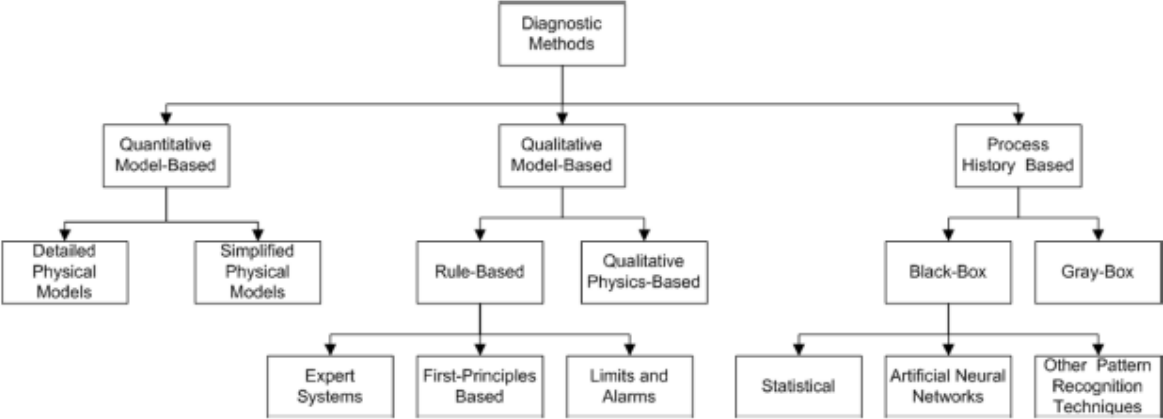 Diagnostic
Methods
Quantitative
Model-Based
Qualitative
Model-Based
Process
History Based
Detailed
Physical
Models
Simplified
Physical
Models
Rule-Based
Qualitative
Physics-Based
Black-Box
Gray-Box
Expert
Systems
First-Principles
Based
Limits and
Alarms
Statistical
Artificial Neural
Networks
Other Pattern
Recognition
Techniques